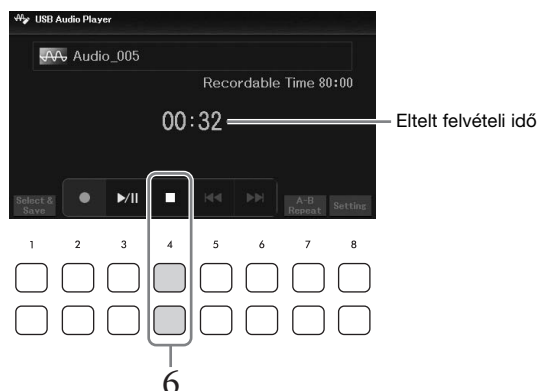 USB Audio Player
Audio_005
Recordable Time 80:00
00:32
Eltelt felvételi idő
Select & Save
A-B Repeat
Setting
1 2 3 4 5 6 7 8
6